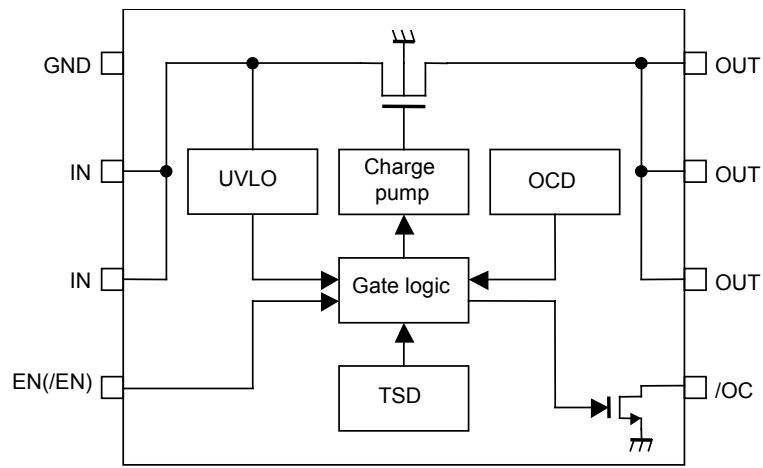 GND
OUT
IN
UVLO
Charge
pump
OCD
OUT
IN
Gate logic
OUT
EN(/EN)
TSD
/OC